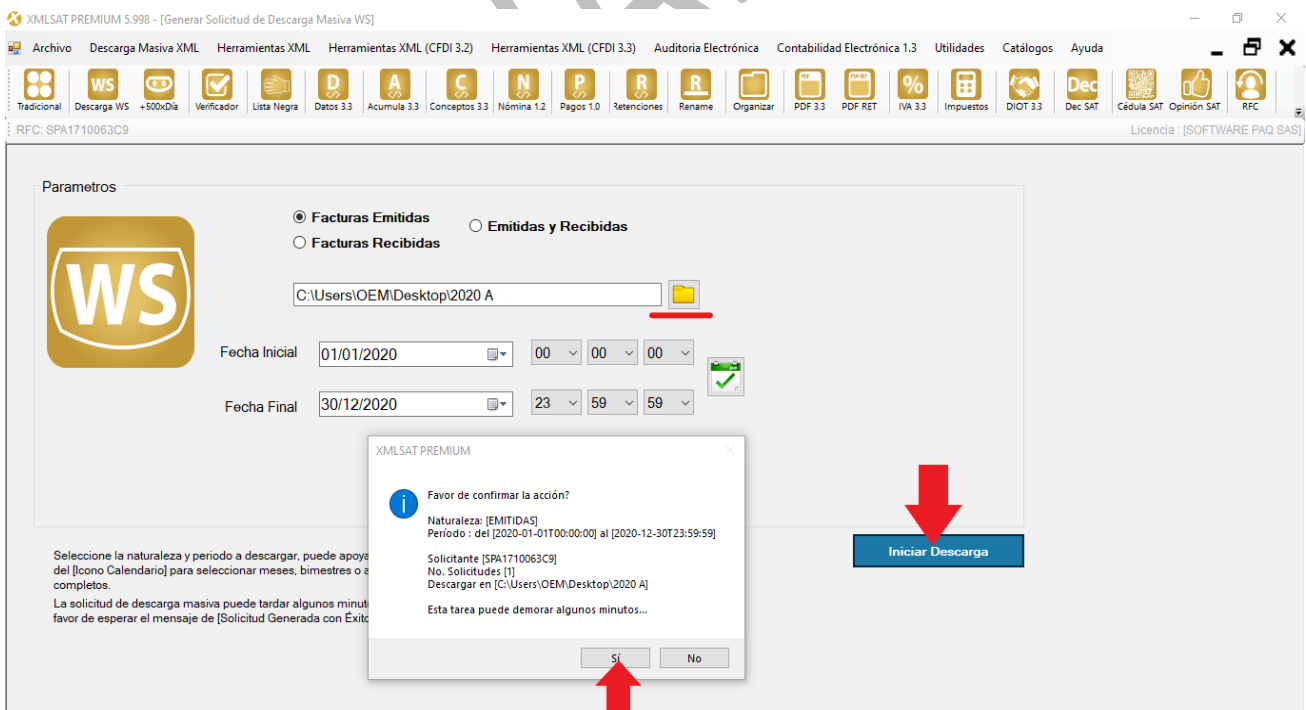 XMLSAT PREMIUM 5.998 - [Generar Solicitud de Descarga Masiva WS]
Archivo Descarga Masiva XML Herramientas XML Herramientas XML (CFDI 3.2) Herramientas XML (CFDI 3.3) Auditoria Electrónica Contabilidad Electrónica 1.3 Utilidades Catálogos Ayuda
WS D A C N P R R PDF PDF RET % Dec
Tradicional Descarga WS +500xDía Verificador Lista Negra Datos 3.3 Acumula 3.3 Conceptos 3.3 Nómina 1.2 Pagos 1.0 Retenciones Rename Organizar PDF 3.3 PDF RET IVA 3.3 Impuestos DIOT 3.3 Dec SAT Cédula SAT Opinión SAT RFC
RFC: SPA1710063C9 Licencia : [SOFTWARE PAQ SAS]
Parametros
WS
Facturas Emitidas
Emitidas y Recibidas
Facturas Recibidas
C:\Users\OEM\Desktop\2020 A
Fecha Inicial 01/01/2020 00 00 00
Fecha Final 30/12/2020 23 59 59
XMLSAT PREMIUM
Favor de confirmar la acción?
Naturaleza: [EMITIDAS]
Período : del [2020-01-01T00:00:00] al [2020-12-30T23:59:59]
Solicitante [SPA1710063C9]
No. Solicitudes [1]
Descargar en [C:\Users\OEM\Desktop\2020 A]
Esta tarea puede demorar algunos minutos...
Sí No
Iniciar Descarga
Seleccione la naturaleza y periodo a descargar, puede apoya
del [Icono Calendario] para seleccionar meses, bimestres o a
completos.
La solicitud de descarga masiva puede tardar algunos minut
favor de esperar el mensaje de [Solicitud Generada con Éxito